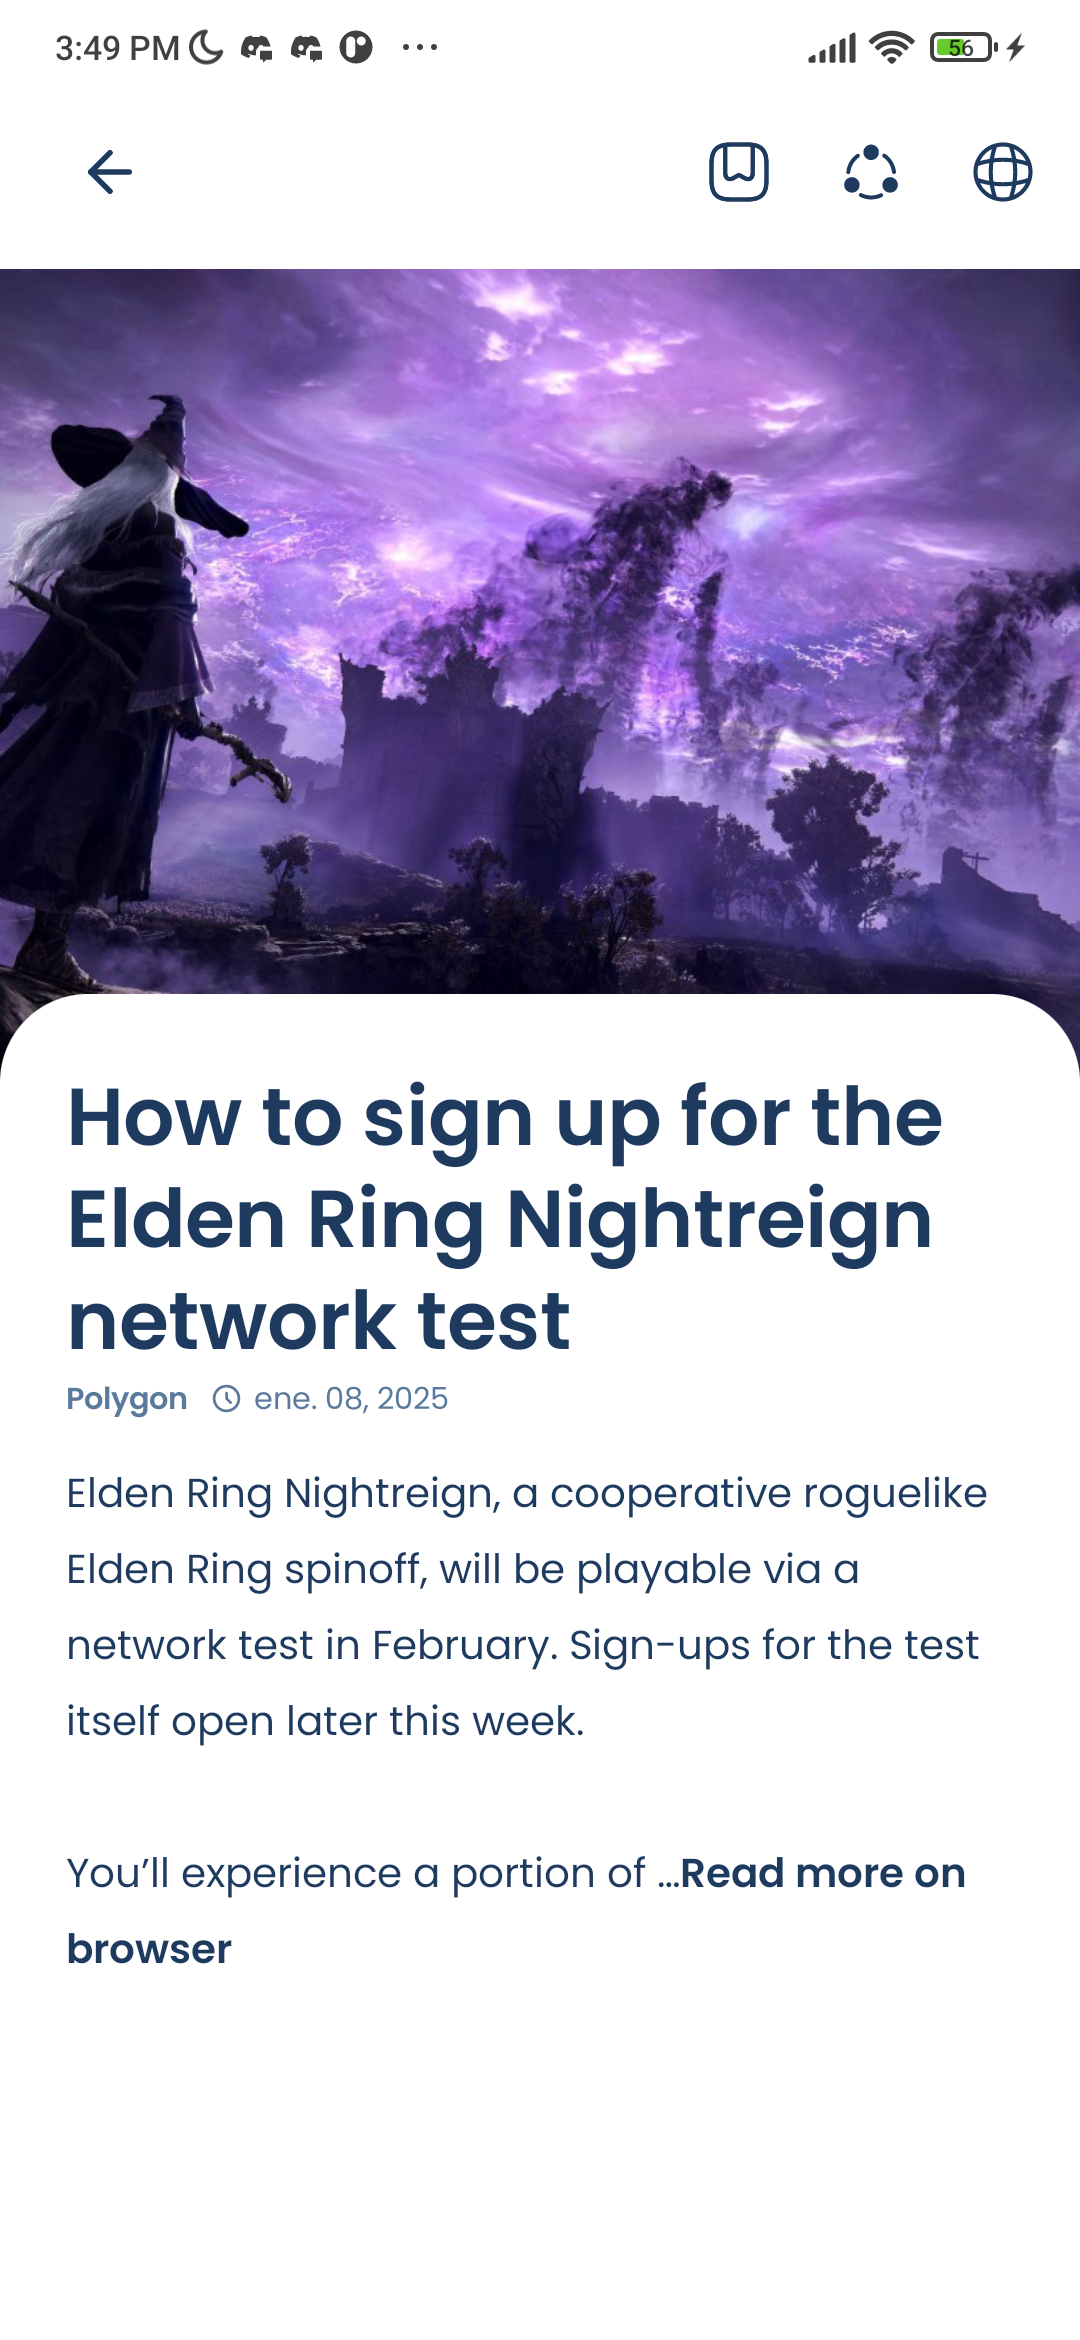 3:49 PM
56
How to sign up for the
Elden Ring Nightreign
network test
Polygon ene. 08, 2025
Elden Ring Nightreign, a cooperative roguelike
Elden Ring spinoff, will be playable via a
network test in February. Sign-ups for the test
itself open later this week.
You’ll experience a portion of …Read more on
browser